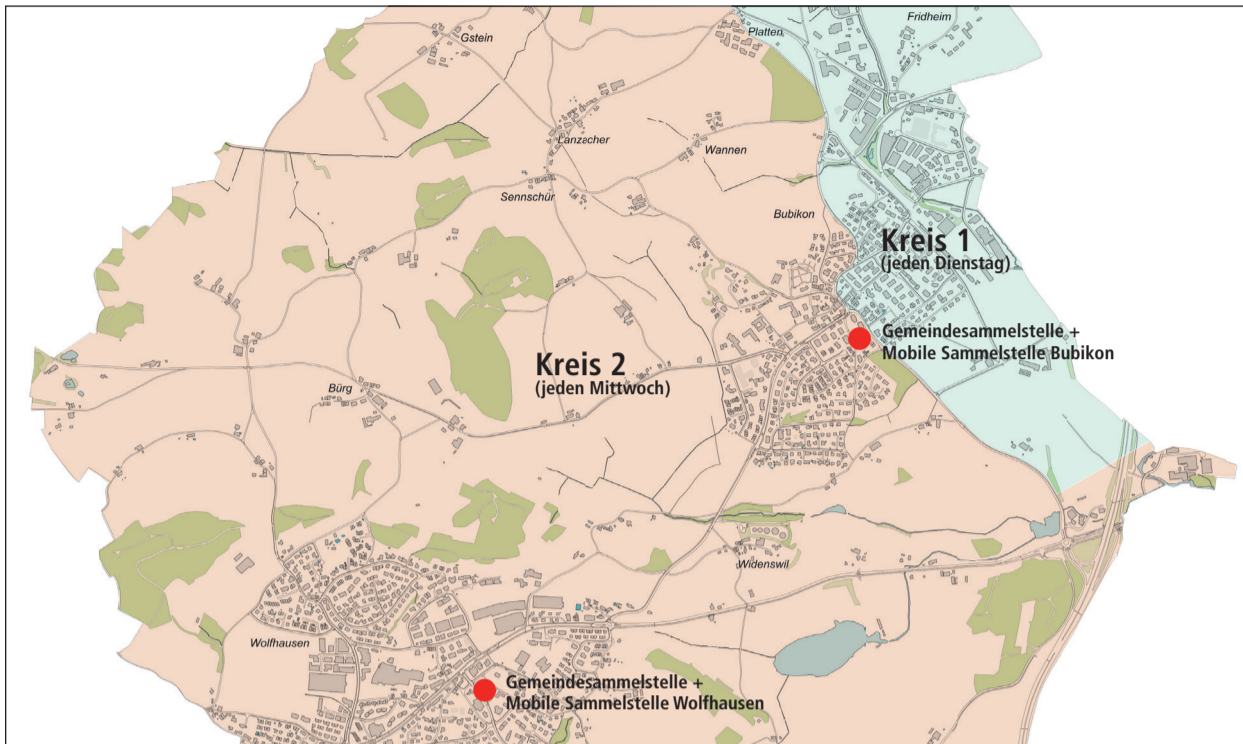 Fridheim
Gstein
Platten
Lanzacher
Wannen
Sennschür
Bubikon
Kreis 1
(jeden Dienstag)
Gemeindesammelstelle +
Mobile Sammelstelle Bubikon
Kreis 2
(jeden Mittwoch)
Bürg
Widenswil
Wolfhausen
Gemeindesammelstelle +
Mobile Sammelstelle Wolfhausen